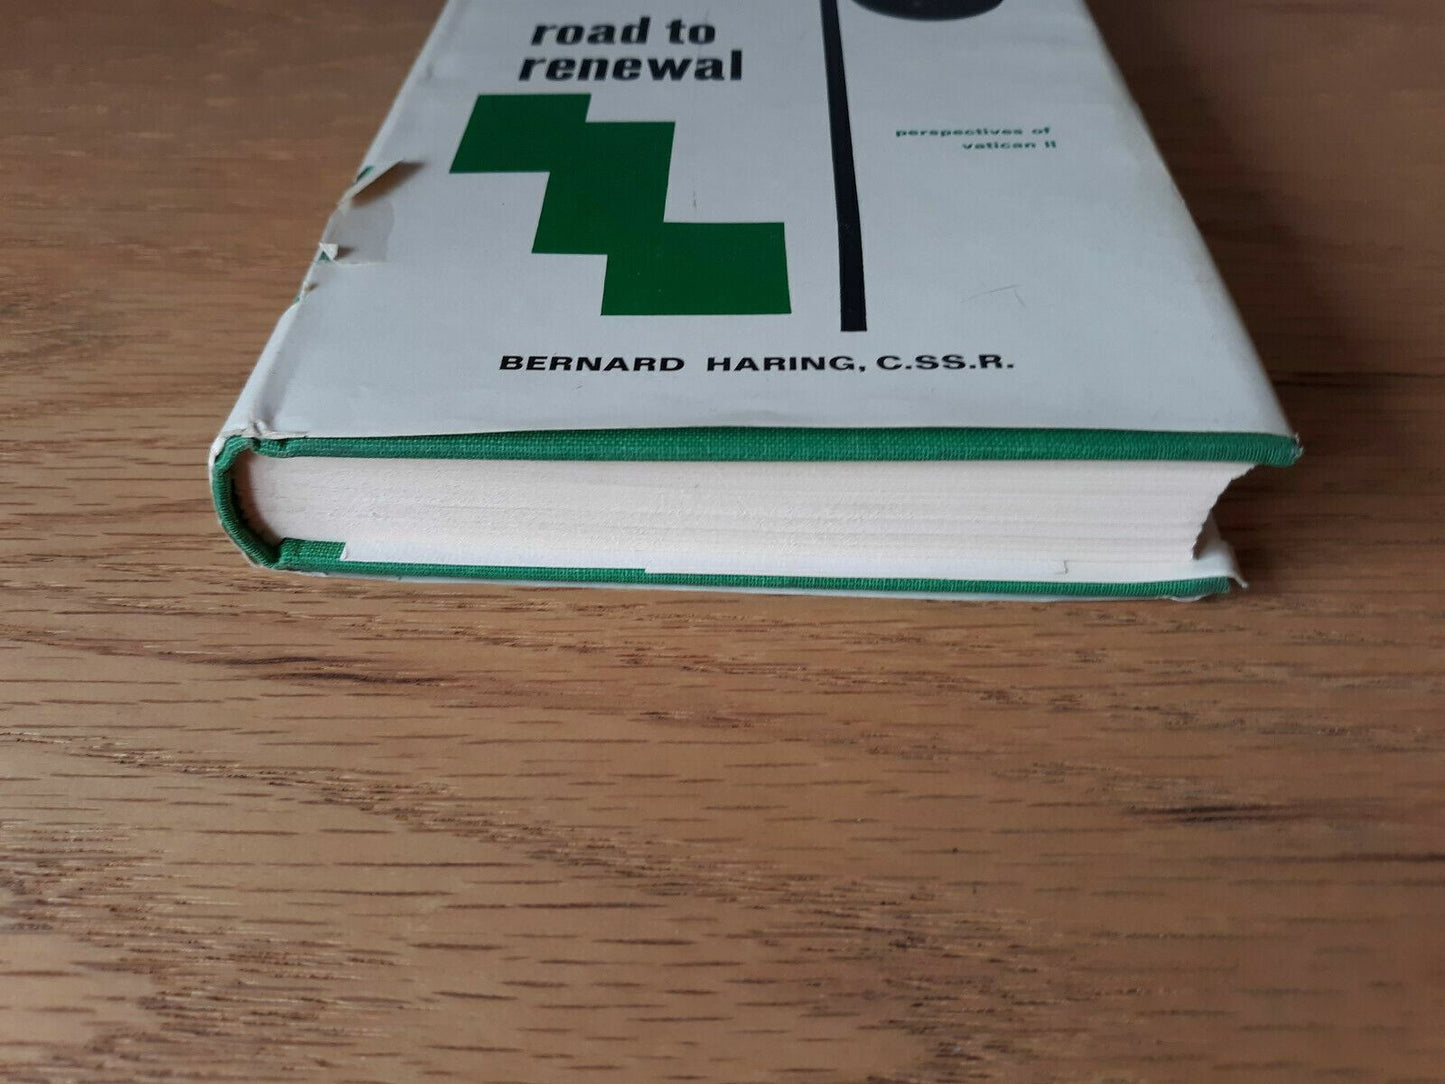 road to
renewal
perspectives of
vatican II
BERNARD HARING, C.SS.R.